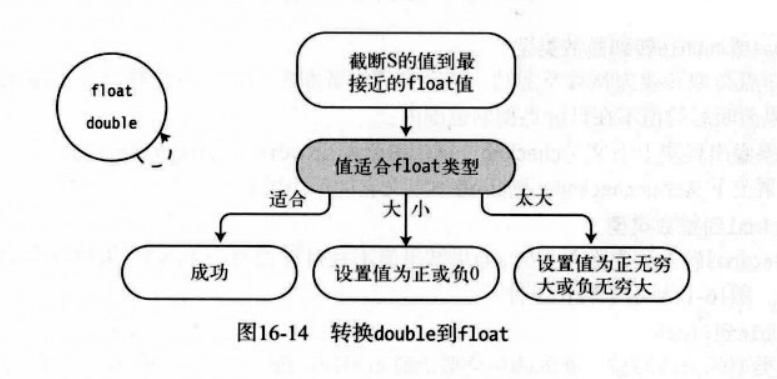 float
double
截断S的值到最
接近的float值
值适合float类型
适合
大 小
太大
成功
设置值为正或负0
设置值为正无穷
大或负无穷大
图16-14 转换double到float